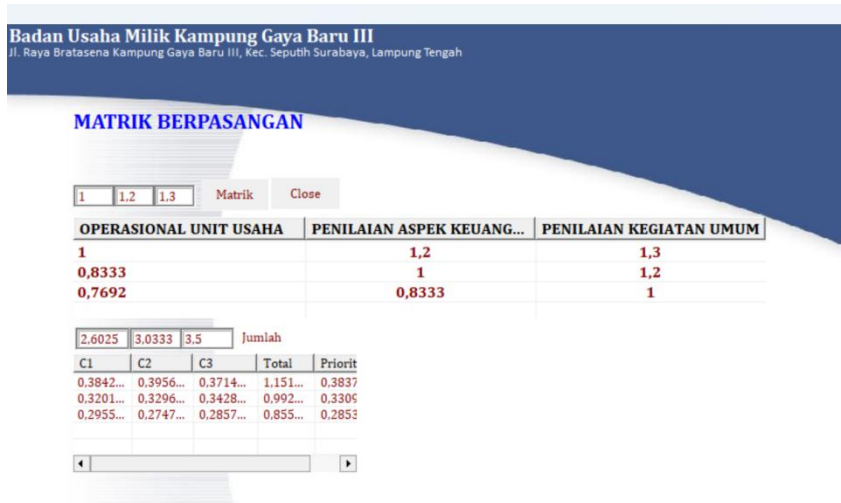 Badan Usaha Milik Kampung Gaya Baru III
Jl. Raya Bratasena Kampung Gaya Baru III, Kec. Seputih Surabaya, Lampung Tengah
MATRIK BERPASANGAN
1 1,2 1,3 Matrik Close
OPERASIONAL UNIT USAHA PENILAIAN ASPEK KEUANG... PENILAIAN KEGIATAN UMUM
1 1,2 1,3
0,8333 1 1,2
0,7692 0,8333 1
2,6025 3,0333 3,5 Jumlah
C1 C2 C3 Total Priorit
0,3842... 0,3956... 0,3714... 1,151... 0,3837
0,3201... 0,3296... 0,3428... 0,992... 0,3309
0,2955... 0,2747... 0,2857... 0,855... 0,2853